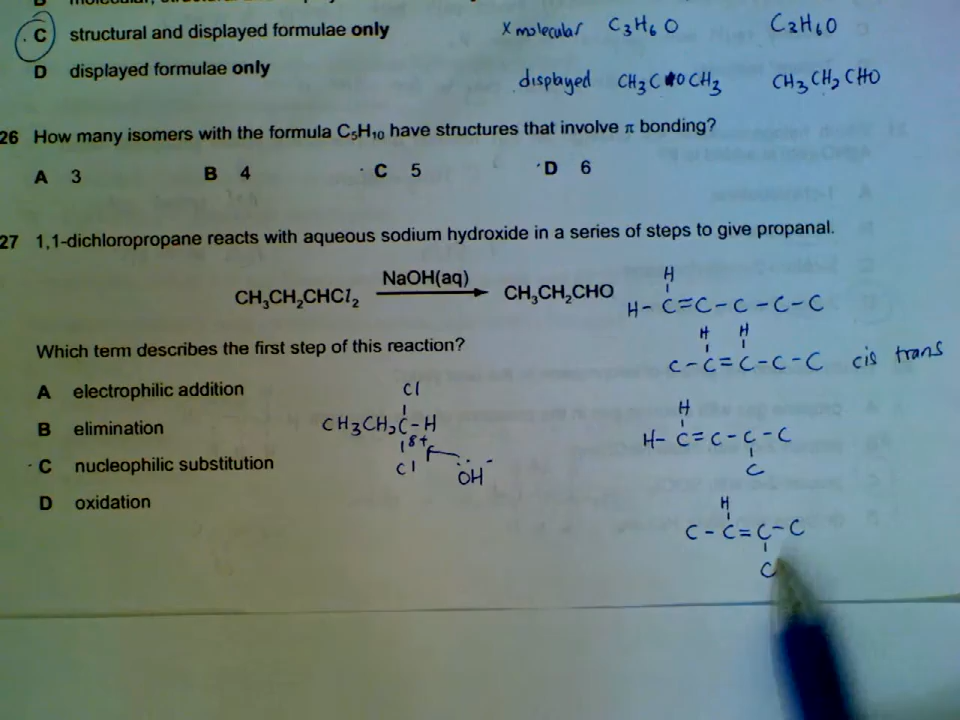 C structural and displayed formulae only
x molecular C3H6O C3H6O
D displayed formulae only
displayed CH3COCH3 CH3CH2CHO
26 How many isomers with the formula C5H10 have structures that involve π bonding?
A 3 B 4 C 5 D 6
27 1,1-dichloropropane reacts with aqueous sodium hydroxide in a series of steps to give propanal.
NaOH(aq)
CH3CH2CHCl2 → CH3CH2CHO
H
H-C=C-C-C-C
Which term describes the first step of this reaction?
H H
C-C=C-C-C cis trans
A electrophilic addition
Cl
B elimination
CH3CH2C-H
H
H-C=C-C-C
C
δ+
C nucleophilic substitution
Cl
OH-
D oxidation
H
C-C=C-C
C